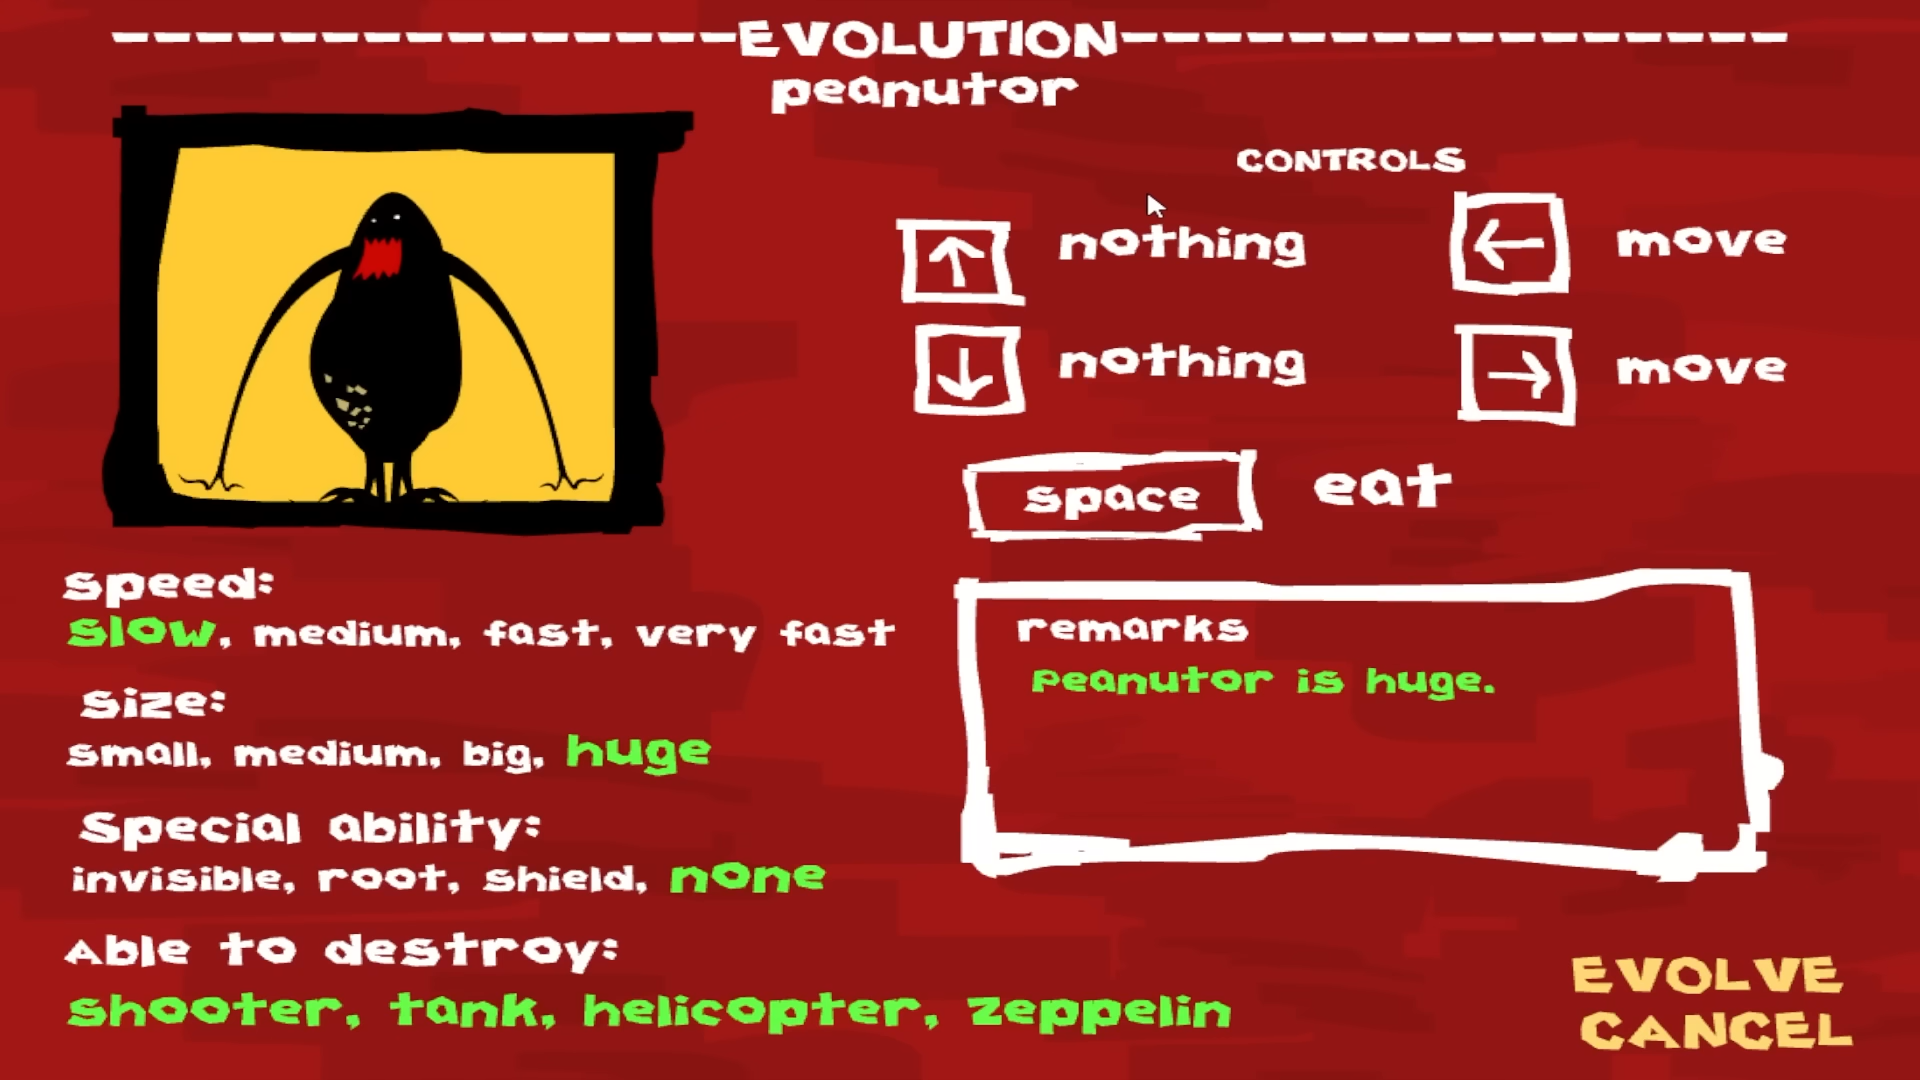 EVOLUTION
peanutor
CONTROLS
nothing
move
nothing
move
space
eat
speed:
slow, medium, fast, very fast
size:
small, medium, big, huge
special ability:
invisible, root, shield, none
Able to destroy:
shooter, tank, helicopter, zeppelin
remarks
Peanutor is huge.
EVOLVE
CANCEL